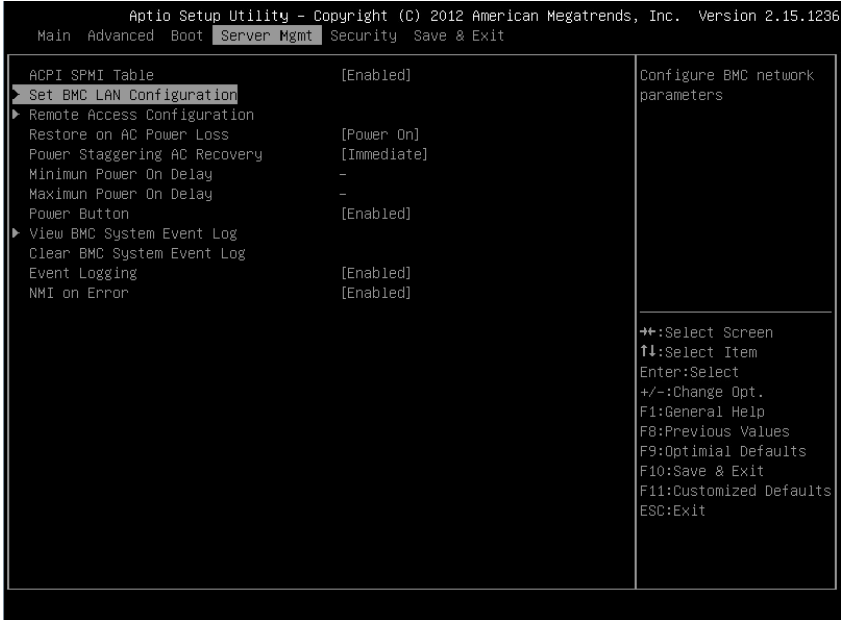 Aptio Setup Utility – Copyright (C) 2012 American Megatrends, Inc. Version 2.15.1236
Main Advanced Boot Server Mgmt Security Save & Exit
ACPI SPMI Table [Enabled]
▶ Set BMC LAN Configuration
▶ Remote Access Configuration
Restore on AC Power Loss [Power On]
Power Staggering AC Recovery [Immediate]
Minimun Power On Delay –
Maximun Power On Delay –
Power Button [Enabled]
▶ View BMC System Event Log
Clear BMC System Event Log
Event Logging [Enabled]
NMI on Error [Enabled]
Configure BMC network
parameters
→←:Select Screen
↑↓:Select Item
Enter:Select
+/-:Change Opt.
F1:General Help
F8:Previous Values
F9:Optimial Defaults
F10:Save & Exit
F11:Customized Defaults
ESC:Exit